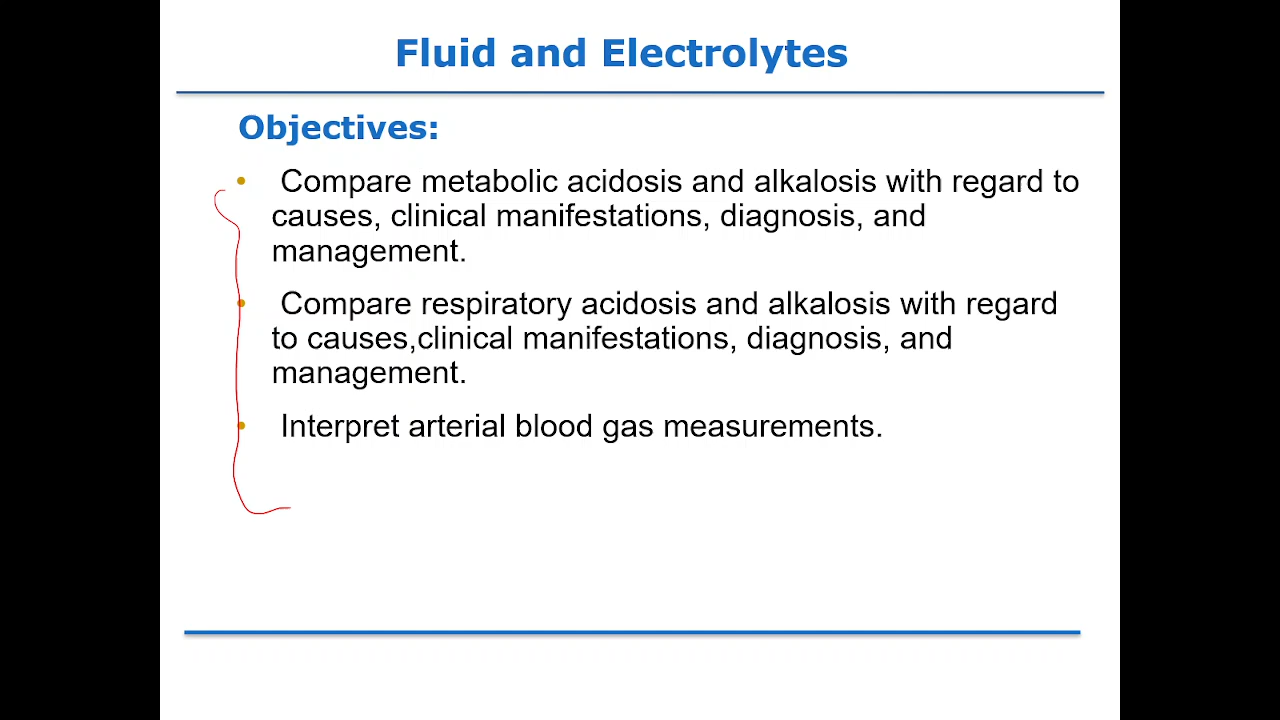 Fluid and Electrolytes
Objectives:
• Compare metabolic acidosis and alkalosis with regard to
causes, clinical manifestations, diagnosis, and
management.
• Compare respiratory acidosis and alkalosis with regard
to causes,clinical manifestations, diagnosis, and
management.
• Interpret arterial blood gas measurements.